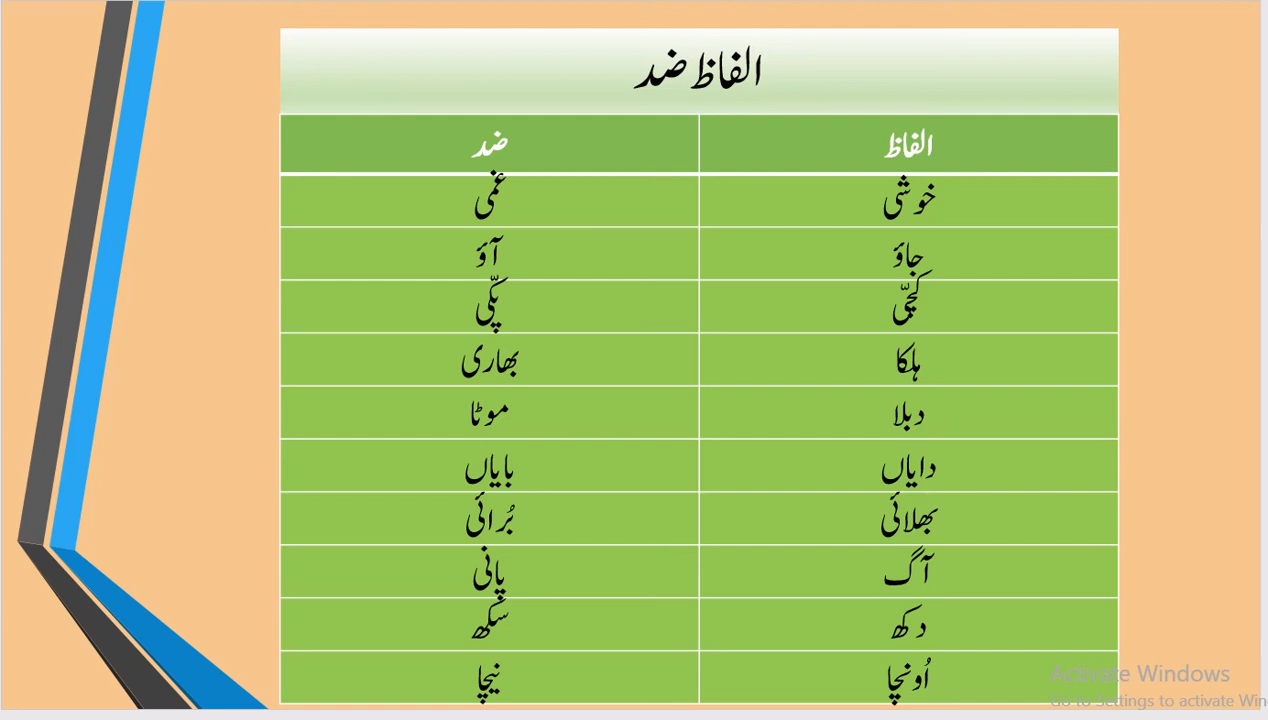 الفاظ ضد
الفاظ ضد
خوشی غمی
جاؤ آؤ
کچّی پکّی
ہلکا بھاری
دبلا موٹا
دایاں بایاں
بھلائی بُرائی
آگ پانی
دکھ سکھ
اُونچا نیچا
Activate Windows
Go to Settings to activate Win